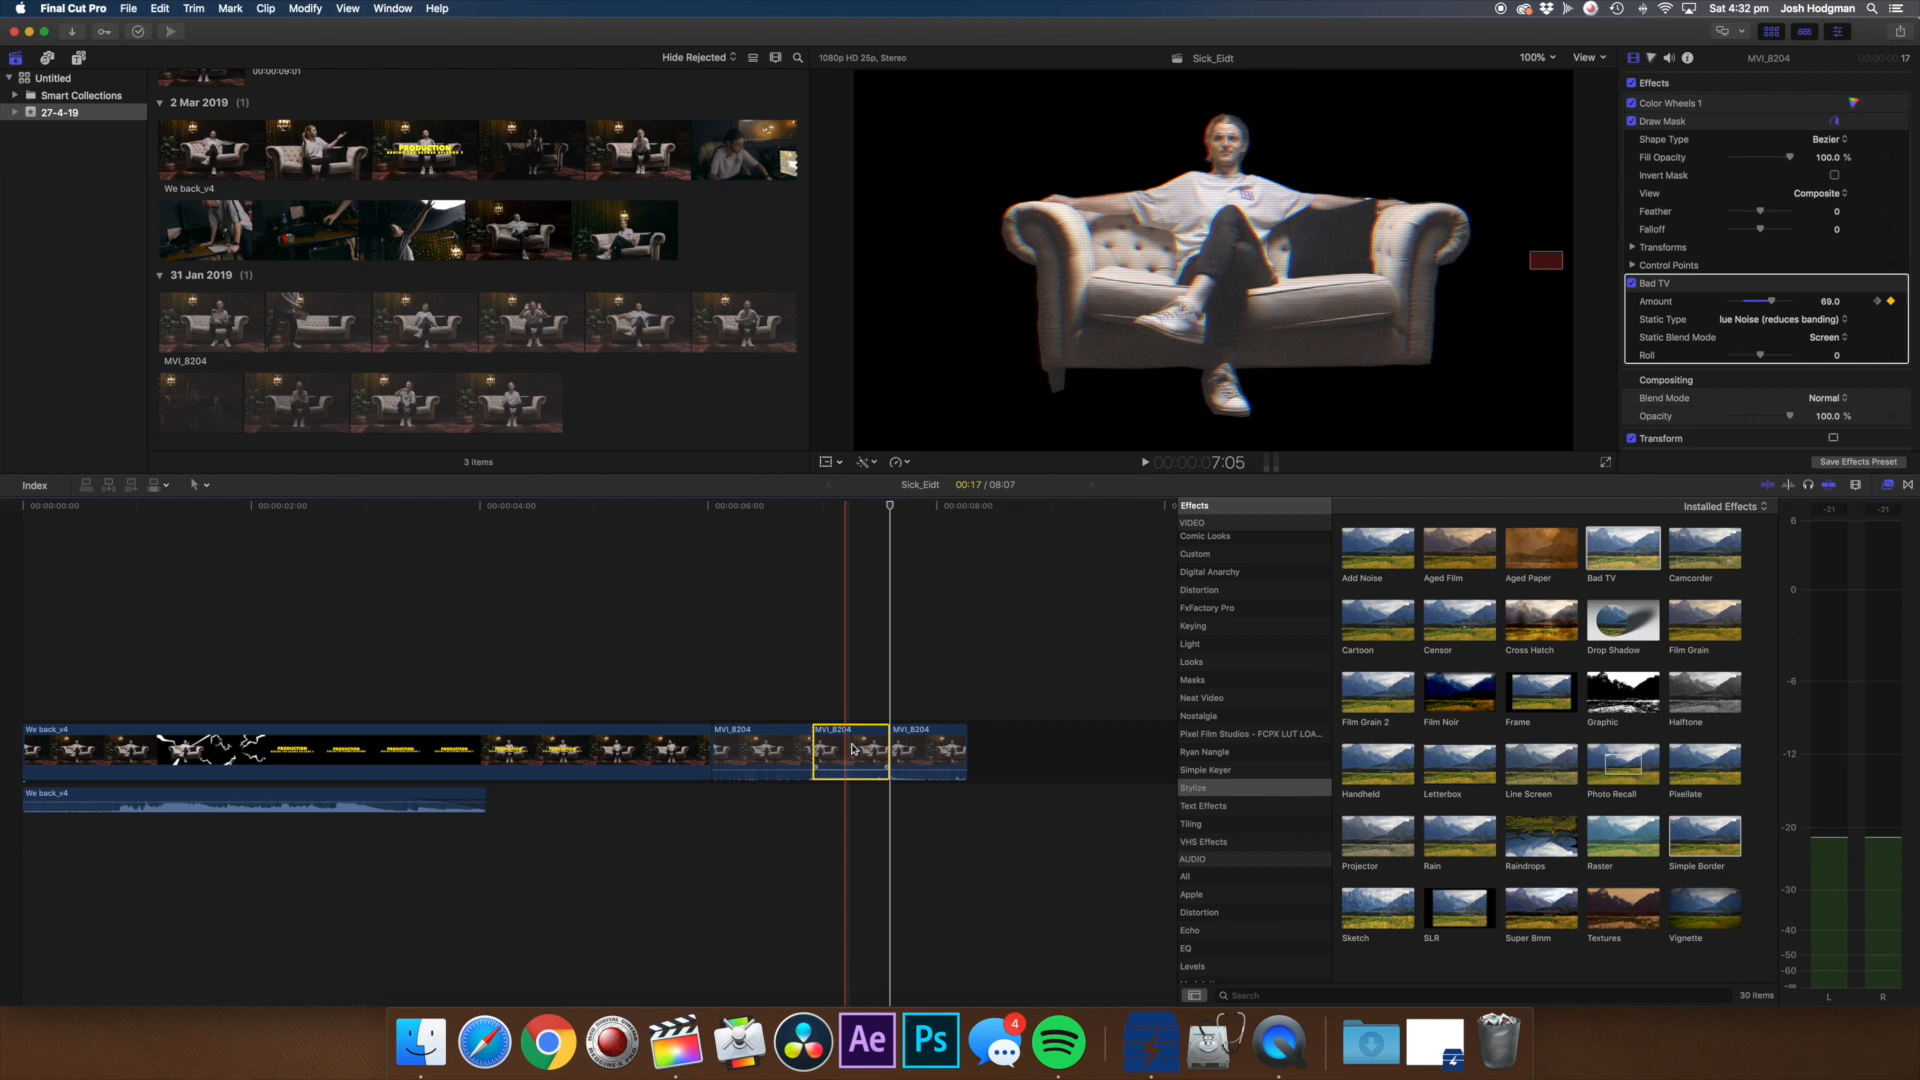 Final Cut Pro File Edit Trim Mark Clip Modify View Window Help
Sat 4:32 pm Josh Hodgman
Hide Rejected
1080p HD 25p, Stereo
Sick_Eidt
100%
View
MVI_8204
00:00:00:17
Untitled
Smart Collections
27-4-19
00:00:09:01
2 Mar 2019 (1)
PRODUCTION
We back_v4
31 Jan 2019 (1)
MVI_8204
3 items
00:00:07:05
Effects
Color Wheels 1
Draw Mask
Shape Type Bezier
Fill Opacity 100.0 %
Invert Mask
View Composite
Feather 0
Falloff 0
Transforms
Control Points
Bad TV
Amount 69.0
Static Type lue Noise (reduces banding)
Static Blend Mode Screen
Roll 0
Compositing
Blend Mode Normal
Opacity 100.0 %
Transform
Save Effects Preset
Index
Sick_Eidt 00:17 / 08:07
00:00:00:00 00:00:02:00 00:00:04:00 00:00:06:00 00:00:08:00
We back_v4
MVI_8204
MVI_8204
MVI_8204
PRODUCTION
We back_v4
Effects
VIDEO
Comic Looks
Custom
Digital Anarchy
Distortion
FxFactory Pro
Keying
Light
Looks
Masks
Neat Video
Nostalgia
Pixel Film Studios - FCPX LUT LOA...
Ryan Nangle
Simple Keyer
Stylize
Text Effects
Tiling
VHS Effects
AUDIO
All
Apple
Distortion
Echo
EQ
Levels
Installed Effects
Add Noise Aged Film Aged Paper Bad TV Camcorder
Cartoon Censor Cross Hatch Drop Shadow Film Grain
Film Grain 2 Film Noir Frame Graphic Halftone
Handheld Letterbox Line Screen Photo Recall Pixellate
Projector Rain Raindrops Raster Simple Border
Sketch SLR Super 8mm Textures Vignette
Search
30 items
-21 -21
6
0
-6
-12
-20
-30
-40
-50
-60
-∞
L R
Ae
Ps
4